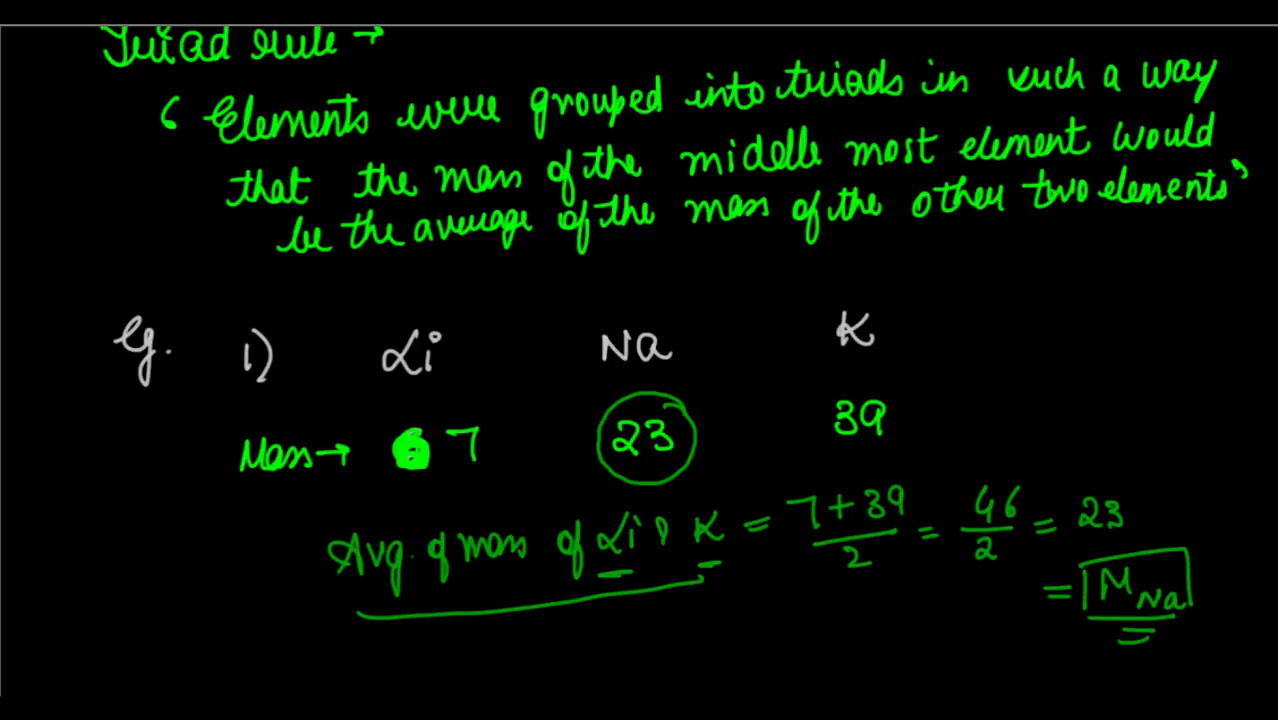 Triad rule →
“ Elements were grouped into triads in such a way
that the mass of the middle most element would
be the average of the mass of the other two elements”
Eg. 1) Li Na K
Mass → 7 23 39
Avg. of mass of Li & K = 7+39/2 = 46/2 = 23
= M_Na